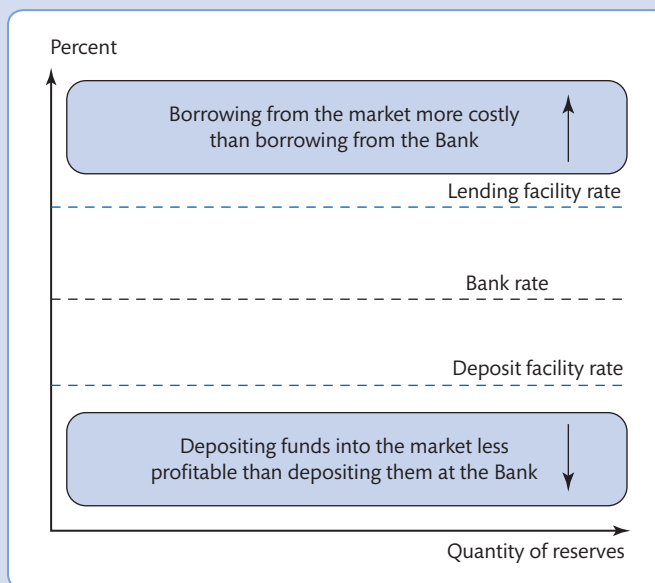 Percent
Borrowing from the market more costly
than borrowing from the Bank
Lending facility rate
Bank rate
Deposit facility rate
Depositing funds into the market less
profitable than depositing them at the Bank
Quantity of reserves